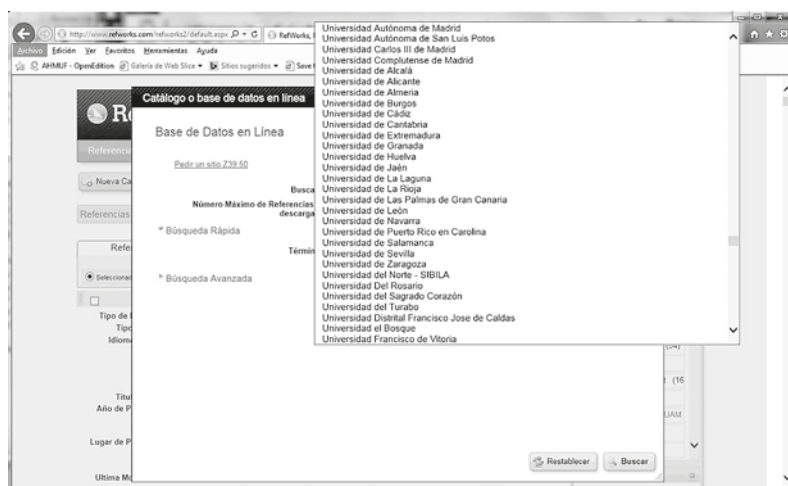 http://www.refworks.com/refworks2/default.aspx
RefWorks,
Archivo Edición Ver Favoritos Herramientas Ayuda
AHMUF - OpenEdition Galería de Web Slice Sitios sugeridos
Catálogo o base de datos en línea
Base de Datos en Línea
Pedir un sitio Z39.50
Número Máximo de Referencias
Búsqueda Rápida
Búsqueda Avanzada
Universidad Autónoma de Madrid
Universidad Autónoma de San Luis Potos
Universidad Carlos III de Madrid
Universidad Complutense de Madrid
Universidad de Alcalá
Universidad de Alicante
Universidad de Almeria
Universidad de Burgos
Universidad de Cádiz
Universidad de Cantabria
Universidad de Extremadura
Universidad de Granada
Universidad de Huelva
Universidad de Jaén
Universidad de La Laguna
Universidad de La Rioja
Universidad de Las Palmas de Gran Canaria
Universidad de León
Universidad de Navarra
Universidad de Puerto Rico en Carolina
Universidad de Salamanca
Universidad de Sevilla
Universidad de Zaragoza
Universidad del Norte - SIBILA
Universidad Del Rosario
Universidad del Sagrado Corazón
Universidad del Turabo
Universidad Distrital Francisco Jose de Caldas
Universidad el Bosque
Universidad Francisco de Vitoria
Nueva Ca
Referencias
Refe
Seleccionad
Tipo de
Tipo
Idioma
Títu
Año de P
Lugar de P
Ultima Mo
(16
UAM
Restablecer Buscar